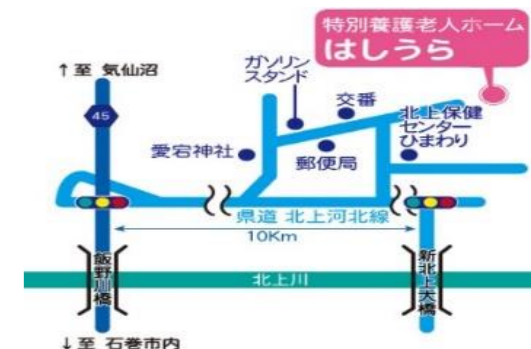 特別養護老人ホーム
はしうら
↑至 気仙沼
ガソリン
スタンド
45
交番
北上保健
センター
ひまわり
愛宕神社
郵便局
県道 北上河北線
10Km
飯野川橋
新北上大橋
北上川
↓至 石巻市内